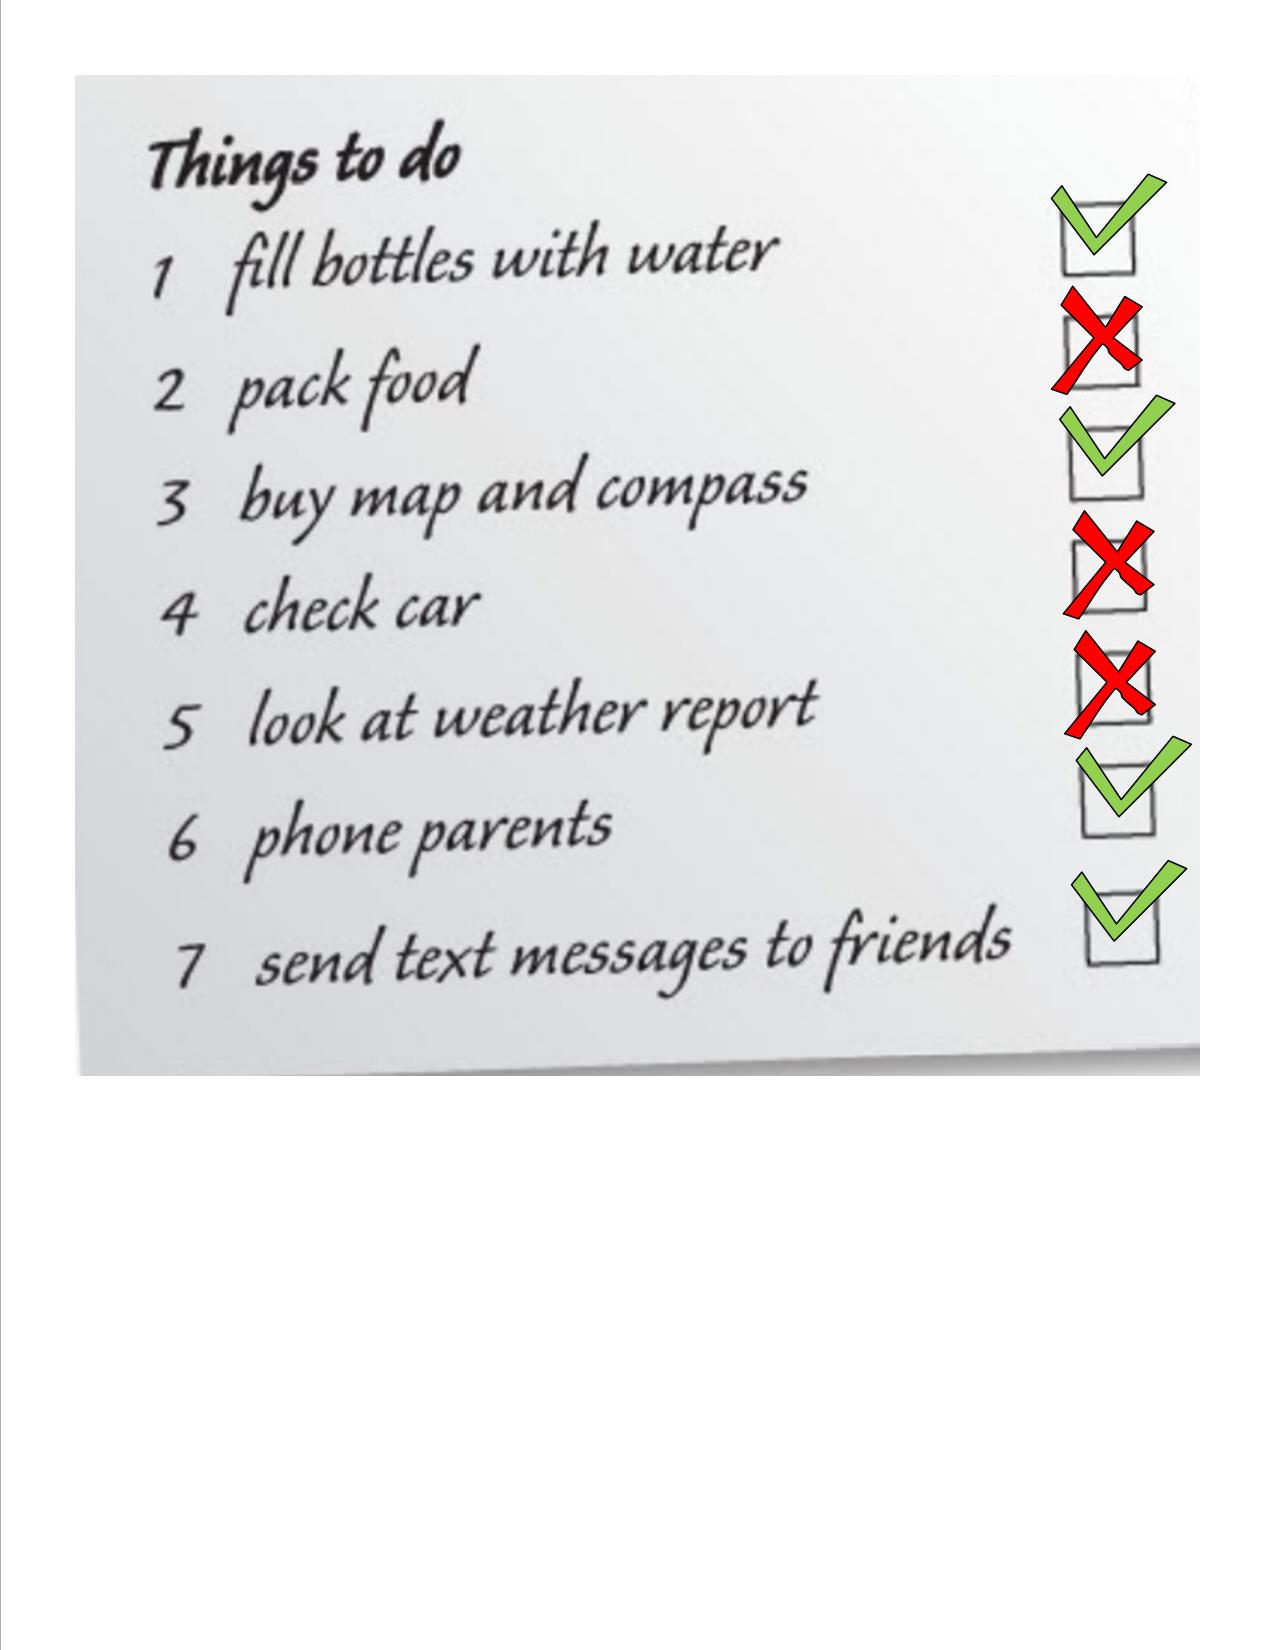 Things to do
1 fill bottles with water
2 pack food
3 buy map and compass
4 check car
5 look at weather report
6 phone parents
7 send text messages to friends